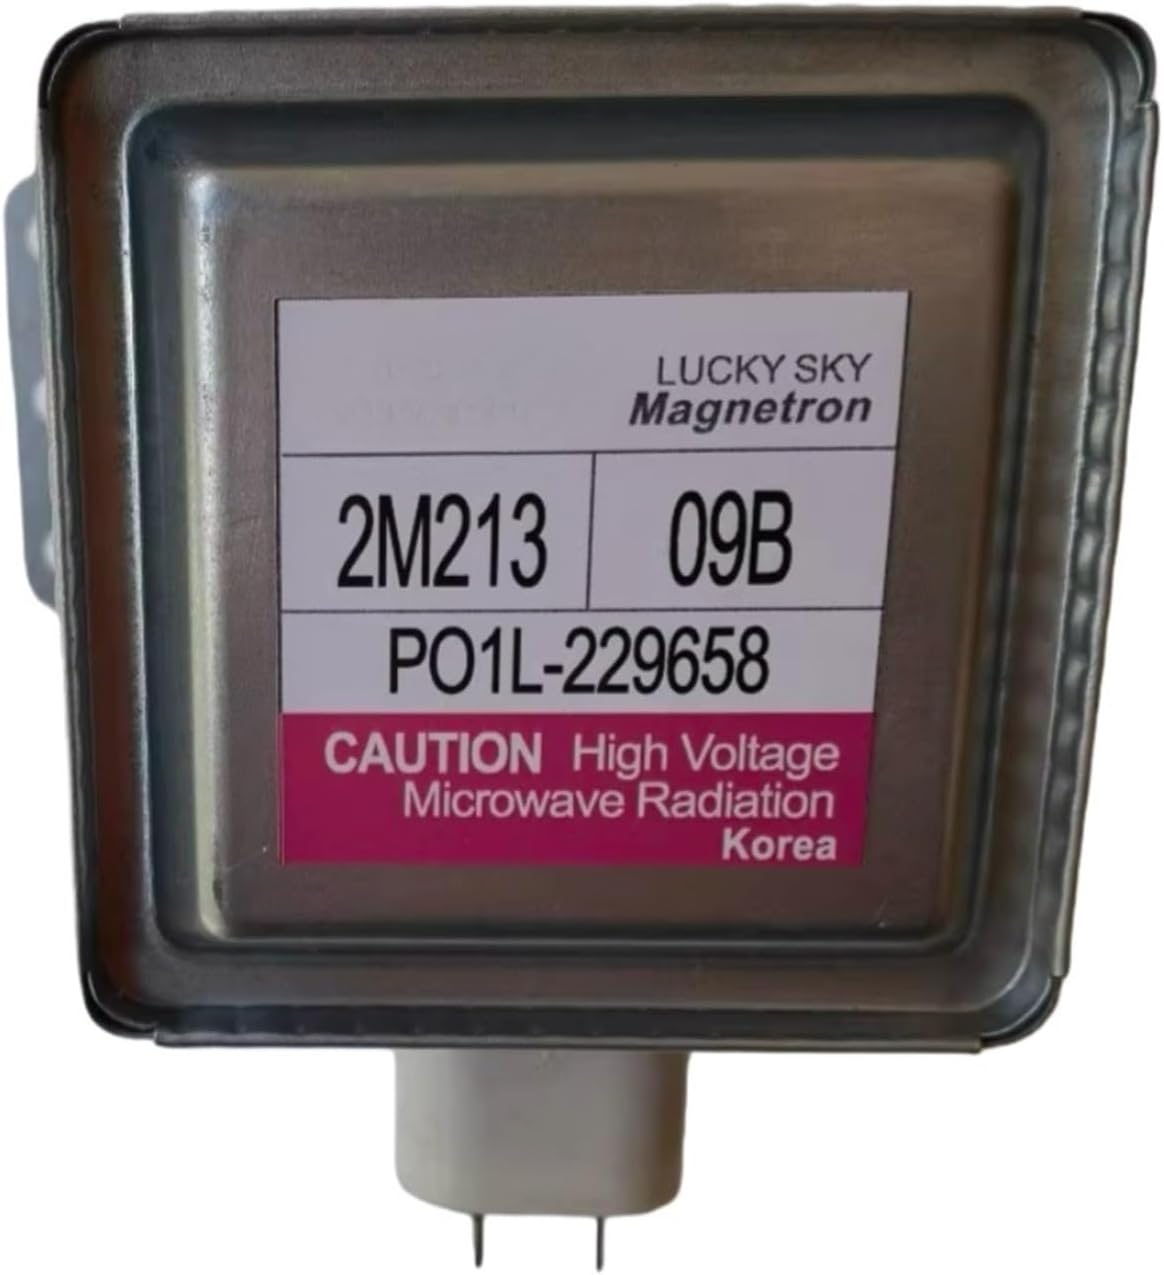 LUCKY SKY
Magnetron
2M213 09B
PO1L-229658
CAUTION High Voltage
Microwave Radiation
Korea